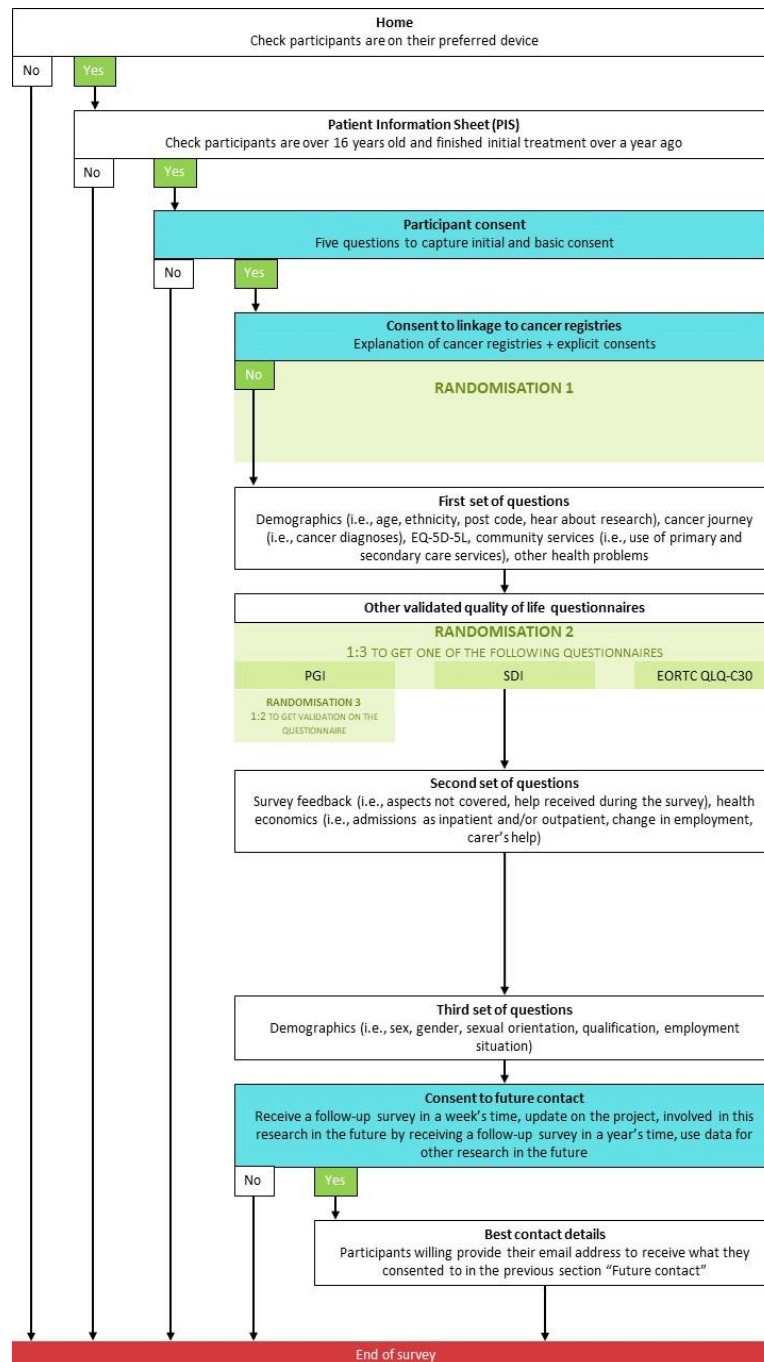 Home
Check participants are on their preferred device
No
Yes
Patient Information Sheet (PIS)
Check participants are over 16 years old and finished initial treatment over a year ago
No
Yes
Participant consent
Five questions to capture initial and basic consent
No
Yes
Consent to linkage to cancer registries
Explanation of cancer registries + explicit consents
No
RANDOMISATION 1
First set of questions
Demographics (i.e., age, ethnicity, post code, hear about research), cancer journey
(i.e., cancer diagnoses), EQ-5D-5L, community services (i.e., use of primary and
secondary care services), other health problems
Other validated quality of life questionnaires
RANDOMISATION 2
1:3 TO GET ONE OF THE FOLLOWING QUESTIONNAIRES
PGI
SDI
EORTC QLQ-C30
RANDOMISATION 3
1:2 TO GET VALIDATION ON THE
QUESTIONNAIRE
Second set of questions
Survey feedback (i.e., aspects not covered, help received during the survey), health
economics (i.e., admissions as inpatient and/or outpatient, change in employment,
carer's help)
Third set of questions
Demographics (i.e., sex, gender, sexual orientation, qualification, employment
situation)
Consent to future contact
Receive a follow-up survey in a week's time, update on the project, involved in this
research in the future by receiving a follow-up survey in a year's time, use data for
other research in the future
No
Yes
Best contact details
Participants willing provide their email address to receive what they
consented to in the previous section "Future contact"
End of survey